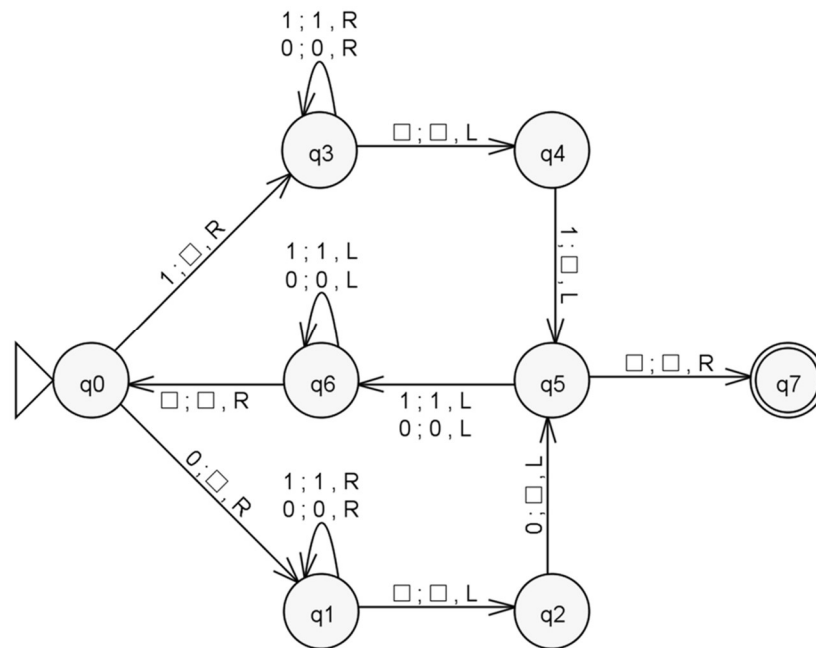 1 ; 1 , R
0 ; 0 , R
q3
□ ; □ , L
q4
1 ; □ , R
1 ; 1 , L
0 ; 0 , L
1 ; □ , L
q0
□ ; □ , R
q6
1 ; 1 , L
0 ; 0 , L
q5
□ ; □ , R
q7
0 ; □ , R
1 ; 1 , R
0 ; 0 , R
0 ; □ , L
q1
□ ; □ , L
q2